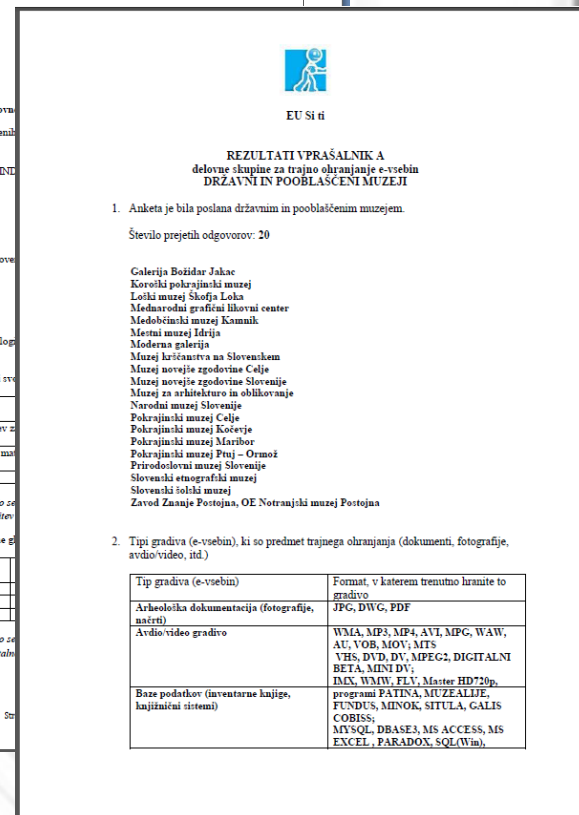 EU Si ti
REZULTATI VPRAŠALNIK A
delovne skupine za trajno ohranjanje e-vsebin
DRŽAVNI IN POOBLAŠČENI MUZEJI
1. Anketa je bila poslana državnim in pooblaščenim muzejem.
Število prejetih odgovorov: 20
Galerija Božidar Jakac
Koroški pokrajinski muzej
Loški muzej Škofja Loka
Mednarodni grafični likovni center
Medobčinski muzej Kamnik
Mestni muzej Idrija
Moderna galerija
Muzej krščanstva na Slovenskem
Muzej novejše zgodovine Celje
Muzej novejše zgodovine Slovenije
Muzej za arhitekturo in oblikovanje
Narodni muzej Slovenije
Pokrajinski muzej Celje
Pokrajinski muzej Kočevje
Pokrajinski muzej Maribor
Pokrajinski muzej Ptuj – Ormož
Prirodoslovni muzej Slovenije
Slovenski etnografski muzej
Slovenski šolski muzej
Zavod Znanje Postojna, OE Notranjski muzej Postojna
2. Tipi gradiva (e-vsebin), ki so predmet trajnega ohranjanja (dokumenti, fotografije,
avdio/video, itd.)
Tip gradiva (e-vsebin)
Format, v katerem trenutno hranite to
gradivo
Arheološka dokumentacija (fotografije,
načrti)
JPG, DWG, PDF
Avdio/video gradivo
WMA, MP3, MP4, AVI, MPG, WAW,
AU, VOB, MOV; MTS
VHS, DVD, DV, MPEG2, DIGITALNI
BETA, MINI DV;
IMX, WMW, FLV, Master HD720p,
Baze podatkov (inventarne knjige,
knjižnični sistemi)
programi PATINA, MUZEALIJE,
FUNDUS, MINOK, SITULA, GALIS
COBISS;
MYSQL, DBASE3, MS ACCESS, MS
EXCEL , PARADOX, SQL(Win),